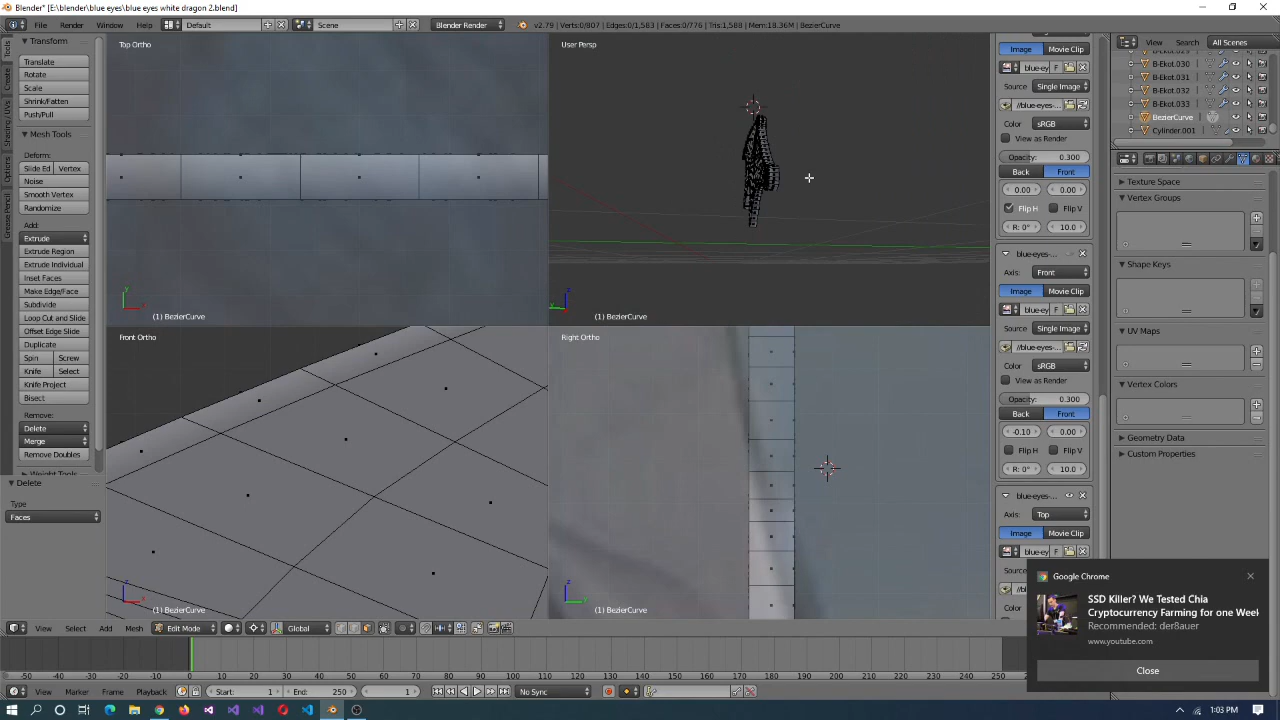 Blender* [E:\blender\blue eyes\blue eyes white dragon 2.blend]
File
Render
Window
Help
Default
Scene
Blender Render
v2.79 | Verts:0/807 | Edges:0/1,583 | Faces:0/776 | Tris:1,588 | Mem:18.36M | BezierCurve
View
Search
All Scenes
Tools
Create
Shading / UVs
Options
Grease Pencil
Transform
Translate
Rotate
Scale
Shrink/Fatten
Push/Pull
Mesh Tools
Deform:
Slide Ed
Vertex
Noise
Smooth Vertex
Randomize
Add:
Extrude
Extrude Region
Extrude Individual
Inset Faces
Make Edge/Face
Subdivide
Loop Cut and Slide
Offset Edge Slide
Duplicate
Spin
Screw
Knife
Select
Knife Project
Bisect
Remove:
Delete
Merge
Remove Doubles
Delete
Type
Faces
Top Ortho
(1) BezierCurve
User Persp
(1) BezierCurve
Front Ortho
(1) BezierCurve
Right Ortho
(1) BezierCurve
Image
Movie Clip
blue-ey
F
Source
Single Image
//blue-eyes-...
Color
sRGB
View as Render
Opacity:
0.300
Back
Front
0.00
0.00
Flip H
Flip V
R: 0°
10.0
blue-eyes-...
Axis:
Front
Image
Movie Clip
blue-ey
F
Source
Single Image
//blue-eyes-...
Color
sRGB
View as Render
Opacity:
0.300
Back
Front
-0.10
0.00
Flip H
Flip V
R: 0°
10.0
blue-eyes-...
Axis:
Top
Image
Movie Clip
blue-ey
B-Ekot.030
B-Ekot.031
B-Ekot.032
B-Ekot.033
BezierCurve
Cylinder.001
Texture Space
Vertex Groups
Shape Keys
UV Maps
Vertex Colors
Geometry Data
Custom Properties
Google Chrome
SSD Killer? We Tested Chia
Cryptocurrency Farming for one Week
Recommended: der8auer
www.youtube.com
Close
View
Select
Add
Mesh
Edit Mode
Global
-50 -40 -30 -20 -10 0 10 20 30 40 50 60 70 80 90 100 110 120 130 140 150 160 170 180 190 200 210 220 230 240 250
View
Marker
Frame
Playback
Start:
1
End:
250
1
No Sync
1:03 PM